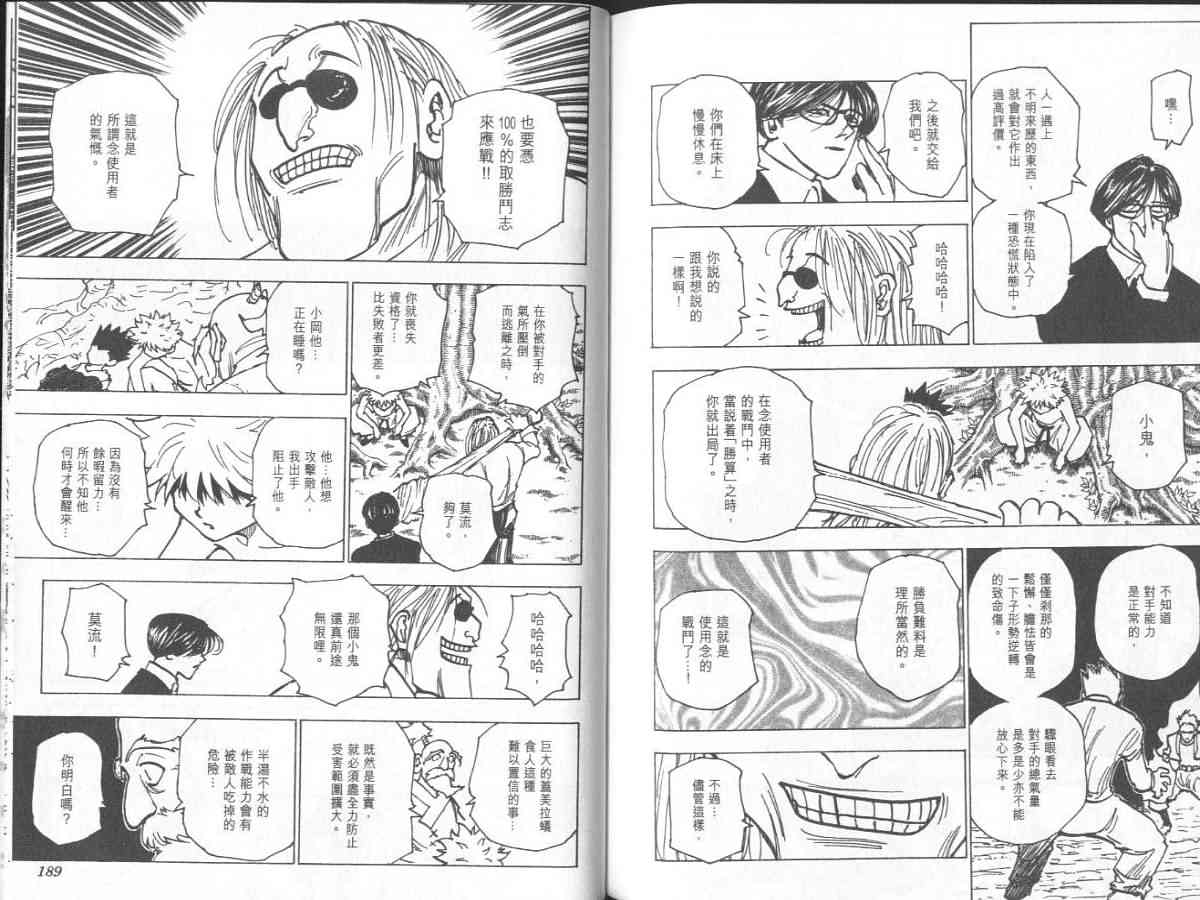 嘿…
人一遇上
不明來歷的東西，
就會對它作出
過高評價。
你現在陷入了
一種恐慌狀態中。
之後就交給
我們吧。
你們在床上
慢慢休息。
哈哈哈哈！
你說的
跟我想說的
一樣啊！
小鬼，
在念使用者
的戰鬥中，
當説着「勝算」之時，
你就出局了。
不知道
對手能力
是正常的，
僅僅剎那的
鬆懈、膽怯皆會是
一下子形勢逆轉
的致命傷。
驟眼看去
對手的總氣量
是多是少亦不能
放心下來。
勝負難料是
理所當然的。
這就是
使用念的
戰鬥了…！
不過…
儘管這樣，
也要憑
100％的取勝鬥志
來應戰!!
這就是
所謂念使用者
的氣慨。
在你被對手的
氣所壓倒
而逃離之時，
你就喪失
資格了…
比失敗者更差。
莫流，
夠了。
小岡他…
正在睡嗎？
他…他想
攻擊敵人，
我出手
阻止了他。
因為沒有
餘暇留力…
所以不知他
何時才會醒來…
哈哈哈哈，
那個小鬼
還真前途
無限哩。
莫流！
巨大的蓋美拉蟻
食人這種
難以置信的事…
既然是事實，
就必須盡全力防止
受害範圍擴大。
半湯不水的
作戰能力會有
被敵人吃掉的
危險…
你明白嗎？
189